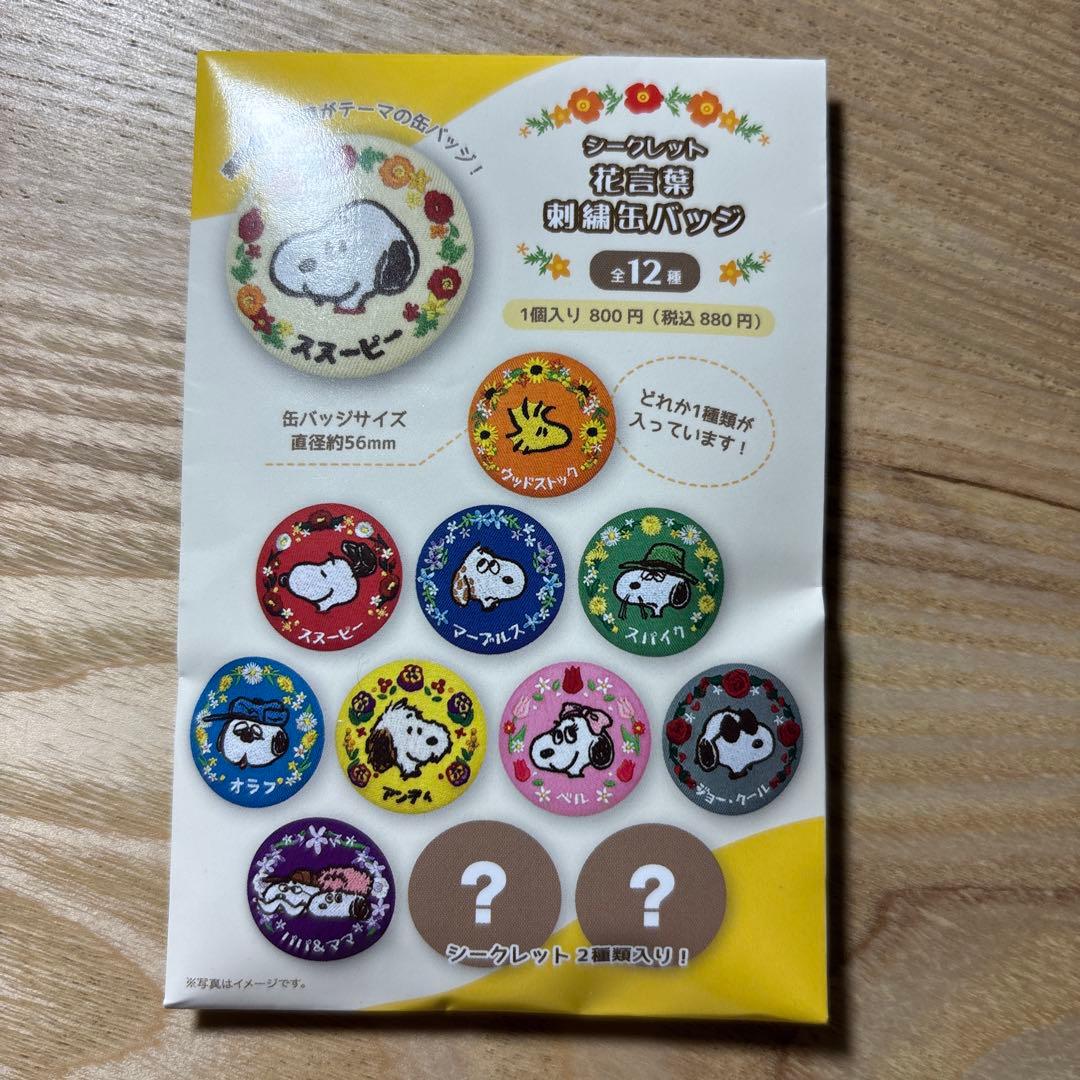 がテーマの缶バッジ！
シークレット
花言葉
刺繍缶バッジ
全12種
1個入り 800円（税込880円）
スヌーピー
缶バッジサイズ
直径約56mm
どれか1種類が
入っています！
ウッドストック
スヌーピー
マーブルス
スパイク
オラフ
アンディ
ベル
ジョー・クール
パパ&ママ
?
?
シークレット 2種類入り！
※写真はイメージです。